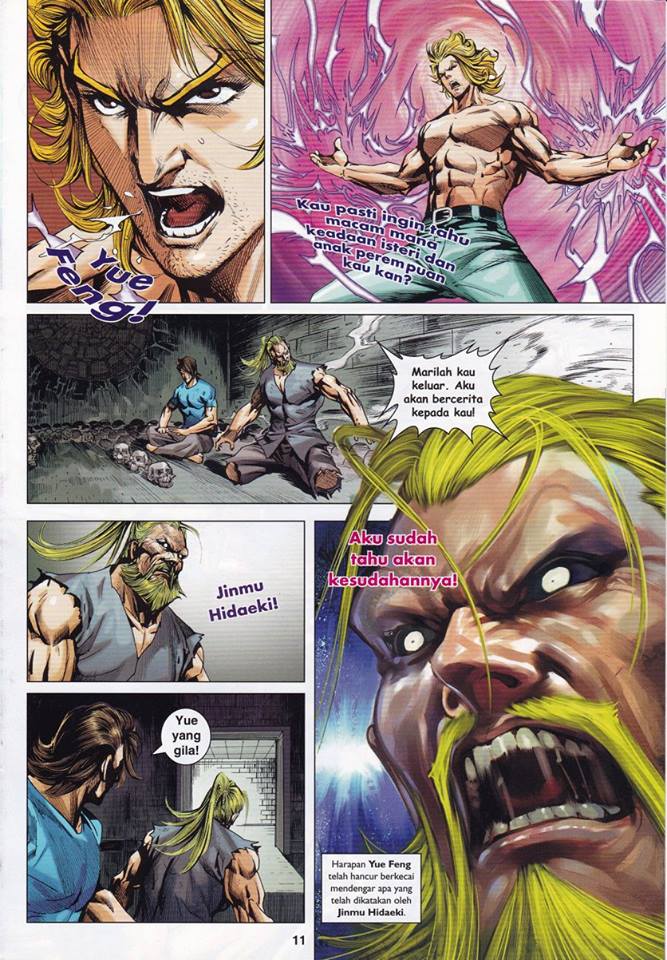 Yue
Feng!
Kau pasti ingin tahu
macam mana
keadaan isteri dan
anak perempuan
kau kan?
Marilah kau
keluar. Aku
akan bercerita
kepada kau!
Jinmu
Hidaeki!
Aku sudah
tahu akan
kesudahannya!
Yue
yang
gila!
Harapan Yue Feng
telah hancur berkecai
mendengar apa yang
telah dikatakan oleh
Jinmu Hidaeki.
11